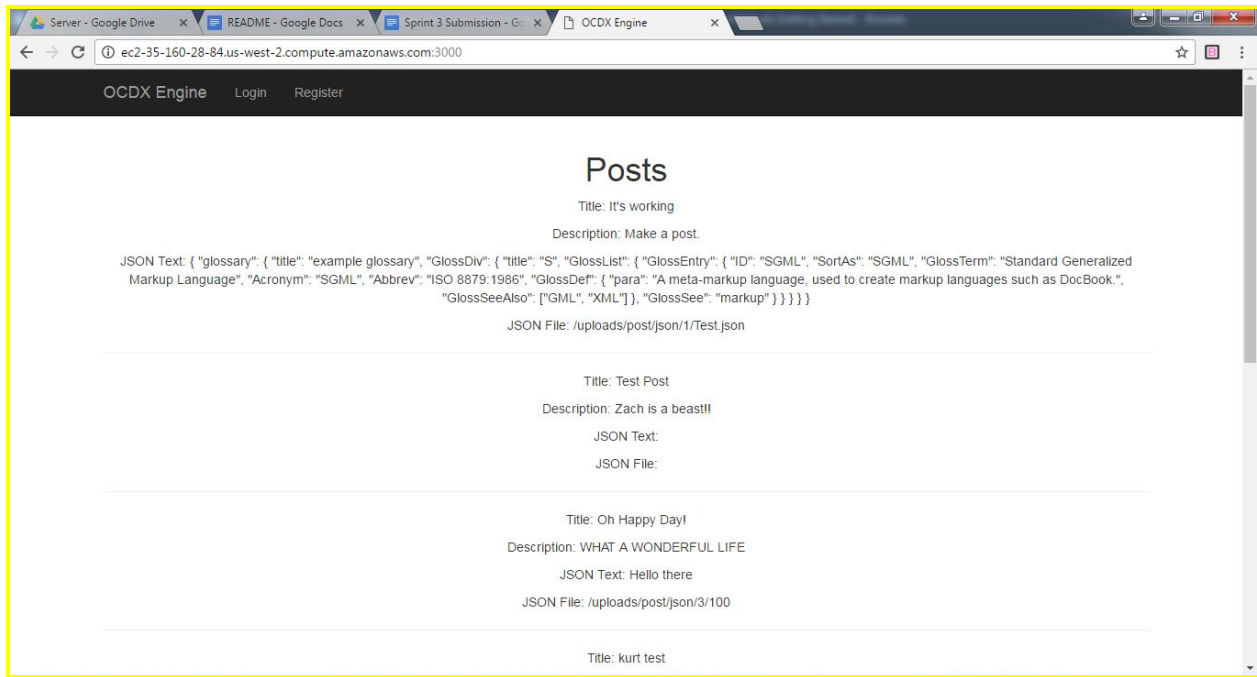 Server - Google Drive
README - Google Docs
Sprint 3 Submission - Go
OCDX Engine
ec2-35-160-28-84.us-west-2.compute.amazonaws.com:3000
OCDX Engine Login Register
Posts
Title: It's working
Description: Make a post.
JSON Text: { "glossary": { "title": "example glossary", "GlossDiv": { "title": "S", "GlossList": { "GlossEntry": { "ID": "SGML", "SortAs": "SGML", "GlossTerm": "Standard Generalized
Markup Language", "Acronym": "SGML", "Abbrev": "ISO 8879:1986", "GlossDef": { "para": "A meta-markup language, used to create markup languages such as DocBook.",
"GlossSeeAlso": ["GML", "XML"] }, "GlossSee": "markup" } } } } }
JSON File: /uploads/post/json/1/Test.json
Title: Test Post
Description: Zach is a beast!!
JSON Text:
JSON File:
Title: Oh Happy Day!
Description: WHAT A WONDERFUL LIFE
JSON Text: Hello there
JSON File: /uploads/post/json/3/100
Title: kurt test